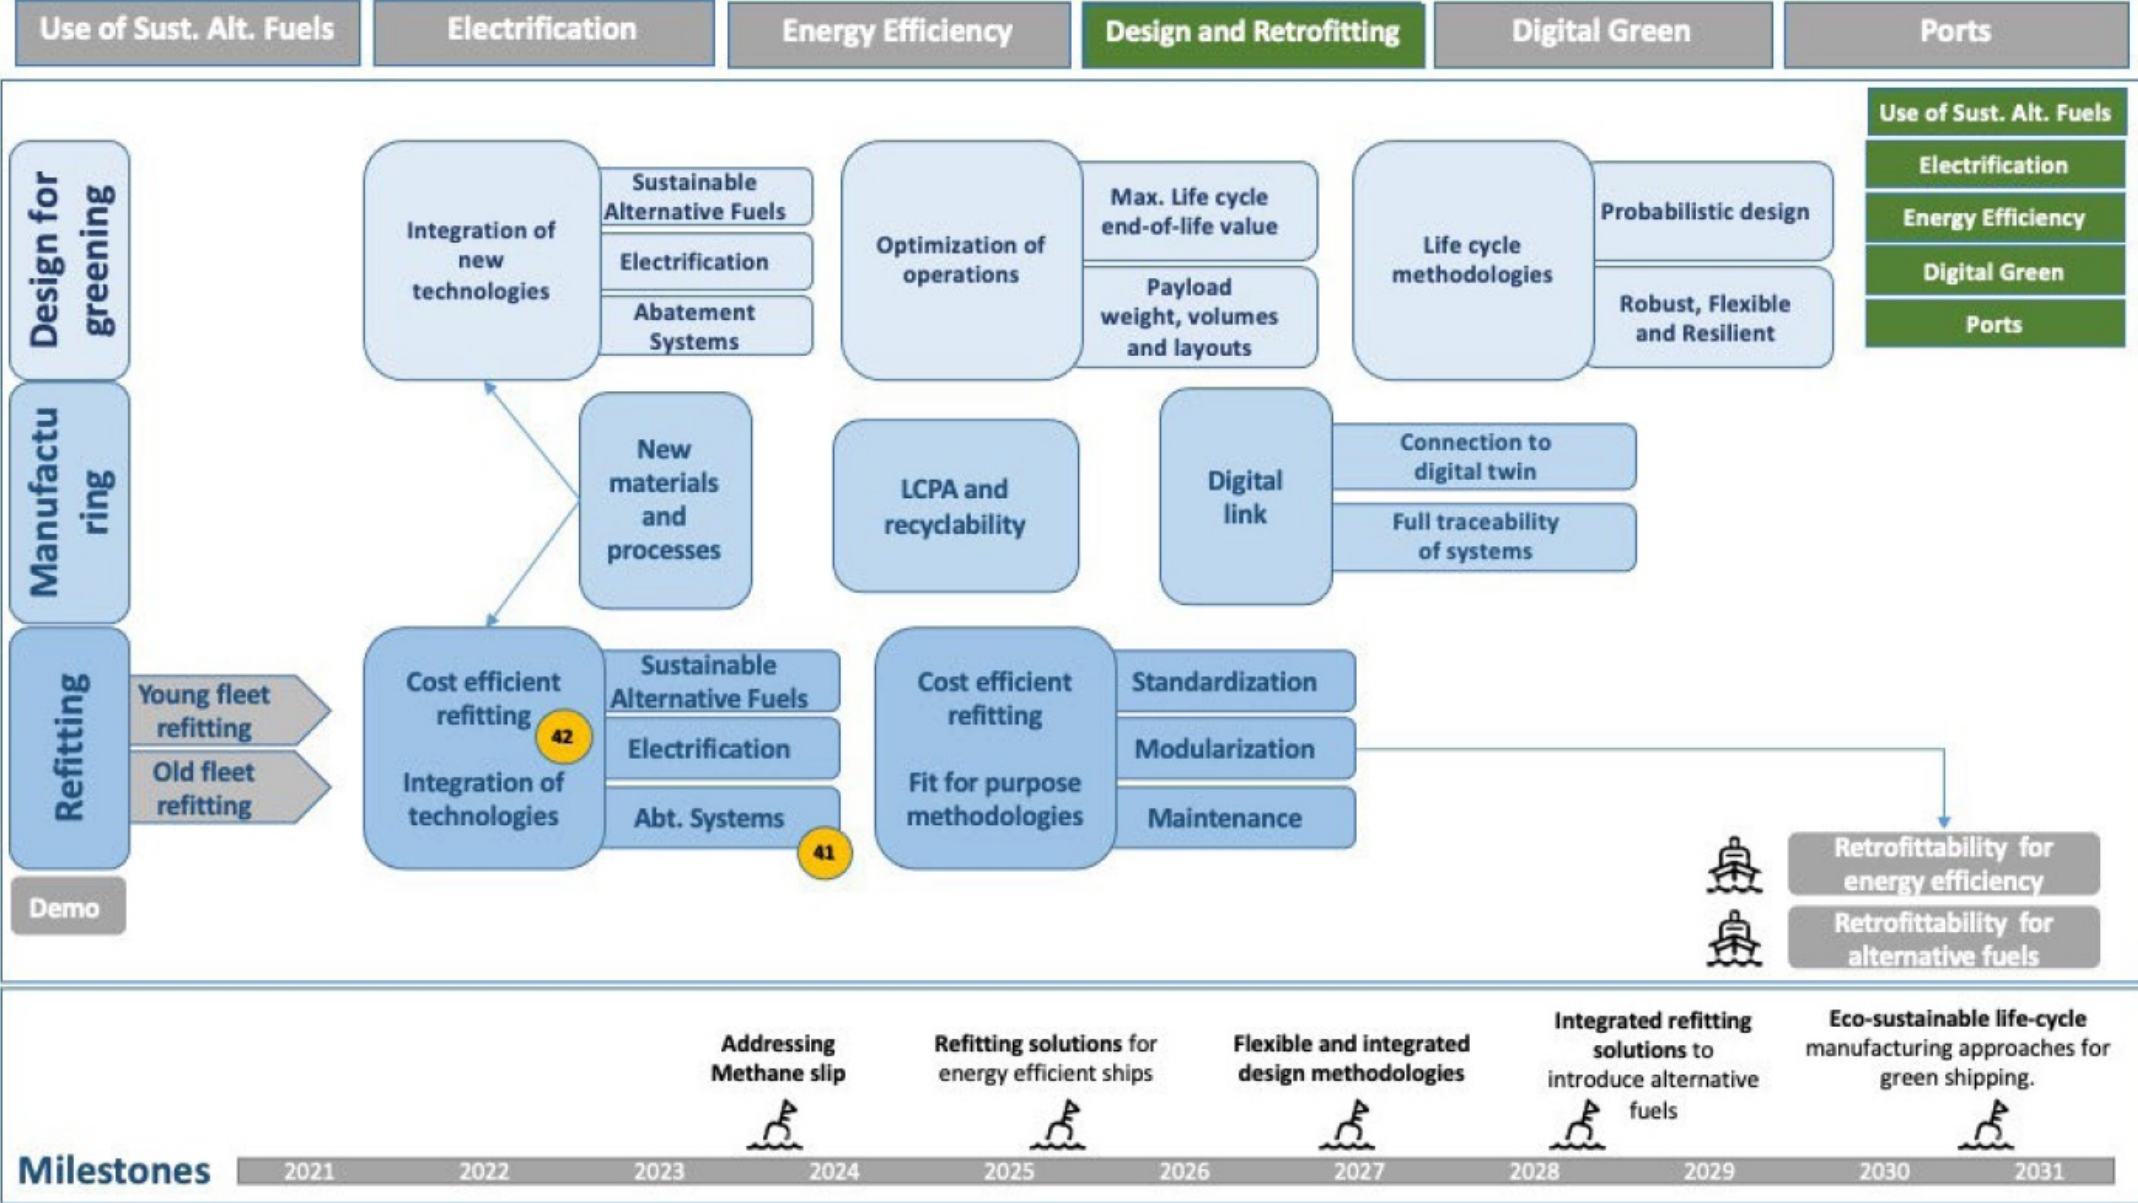 Use of Sust. Alt. Fuels
Electrification
Energy Efficiency
Design and Retrofitting
Digital Green
Ports
Use of Sust. Alt. Fuels
Electrification
Energy Efficiency
Digital Green
Ports
Design for
greening
Integration of
new
technologies
Sustainable
Alternative Fuels
Electrification
Abatement
Systems
Optimization of
operations
Max. Life cycle
end-of-life value
Payload
weight, volumes
and layouts
Life cycle
methodologies
Probabilistic design
Robust, Flexible
and Resilient
Manufactu
ring
New
materials
and
processes
LCPA and
recyclability
Digital
link
Connection to
digital twin
Full traceability
of systems
Refitting
Young fleet
refitting
Old fleet
refitting
Cost efficient
refitting
42
Integration of
technologies
Sustainable
Alternative Fuels
Electrification
Abt. Systems
41
Cost efficient
refitting
Fit for purpose
methodologies
Standardization
Modularization
Maintenance
Retrofittability for
energy efficiency
Retrofittability for
alternative fuels
Demo
Addressing
Methane slip
Refitting solutions for
energy efficient ships
Flexible and integrated
design methodologies
Integrated refitting
solutions to
introduce alternative
fuels
Eco-sustainable life-cycle
manufacturing approaches for
green shipping.
Milestones
2021
2022
2023
2024
2025
2026
2027
2028
2029
2030
2031